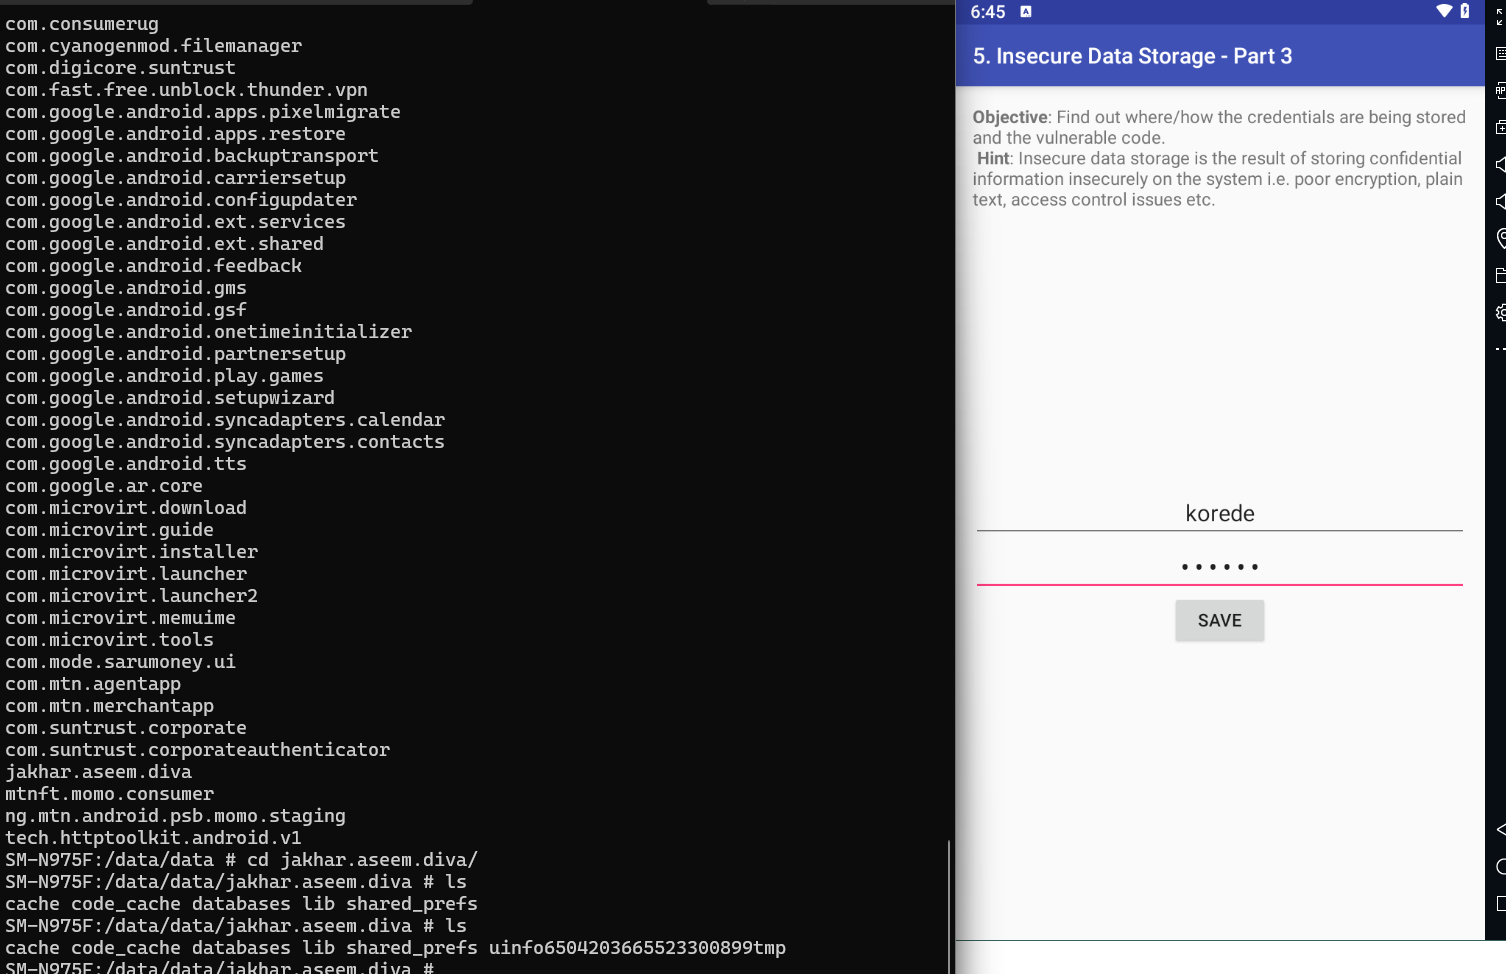 com.consumerug
com.cyanogenmod.filemanager
com.digicore.suntrust
com.fast.free.unblock.thunder.vpn
com.google.android.apps.pixelmigrate
com.google.android.apps.restore
com.google.android.backuptransport
com.google.android.carriersetup
com.google.android.configupdater
com.google.android.ext.services
com.google.android.ext.shared
com.google.android.feedback
com.google.android.gms
com.google.android.gsf
com.google.android.onetimeinitializer
com.google.android.partnersetup
com.google.android.play.games
com.google.android.setupwizard
com.google.android.syncadapters.calendar
com.google.android.syncadapters.contacts
com.google.android.tts
com.google.ar.core
com.microvirt.download
com.microvirt.guide
com.microvirt.installer
com.microvirt.launcher
com.microvirt.launcher2
com.microvirt.memuime
com.microvirt.tools
com.mode.sarumoney.ui
com.mtn.agentapp
com.mtn.merchantapp
com.suntrust.corporate
com.suntrust.corporateauthenticator
jakhar.aseem.diva
mtnft.momo.consumer
ng.mtn.android.psb.momo.staging
tech.httptoolkit.android.v1
SM-N975F:/data/data # cd jakhar.aseem.diva/
SM-N975F:/data/data/jakhar.aseem.diva # ls
cache code_cache databases lib shared_prefs
SM-N975F:/data/data/jakhar.aseem.diva # ls
cache code_cache databases lib shared_prefs uinfo6504203665523300899tmp
SM-N975F:/data/data/jakhar.aseem.diva #
6:45 A
5. Insecure Data Storage - Part 3
Objective: Find out where/how the credentials are being stored
and the vulnerable code.
Hint: Insecure data storage is the result of storing confidential
information insecurely on the system i.e. poor encryption, plain
text, access control issues etc.
korede
••••••
SAVE